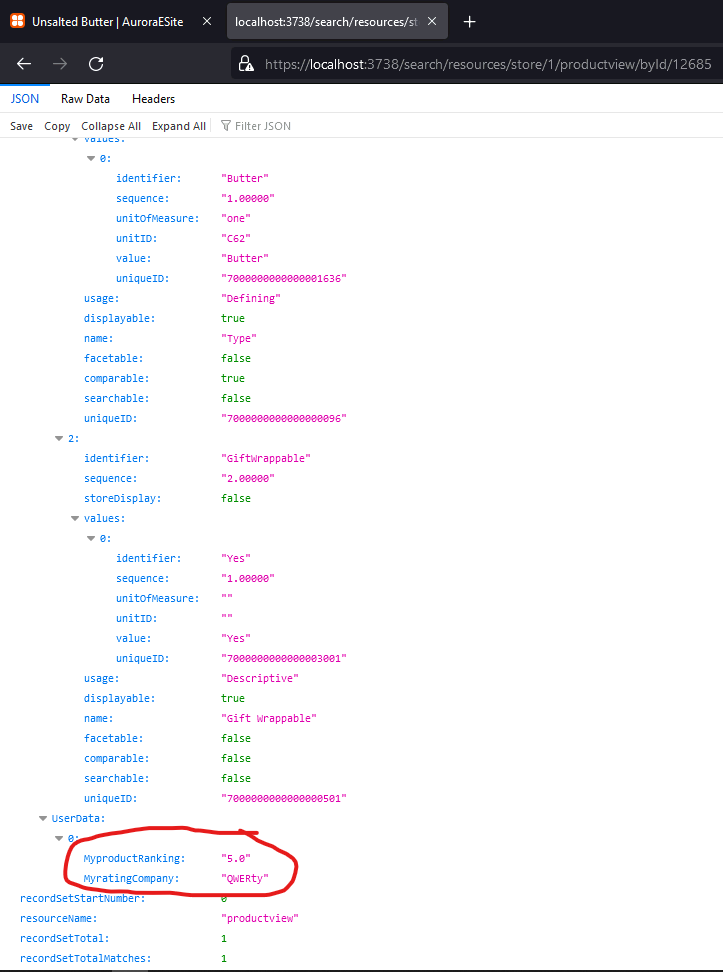 Unsalted Butter | AuroraESite
localhost:3738/search/resources/st
https://localhost:3738/search/resources/store/1/productview/byId/12685
JSON Raw Data Headers
Save Copy Collapse All Expand All Filter JSON
values:
0:
identifier: "Butter"
sequence: "1.00000"
unitOfMeasure: "one"
unitID: "C62"
value: "Butter"
uniqueID: "7000000000000001636"
usage: "Defining"
displayable: true
name: "Type"
facetable: false
comparable: true
searchable: false
uniqueID: "7000000000000000096"
2:
identifier: "GiftWrappable"
sequence: "2.00000"
storeDisplay: false
values:
0:
identifier: "Yes"
sequence: "1.00000"
unitOfMeasure: ""
unitID: ""
value: "Yes"
uniqueID: "7000000000000003001"
usage: "Descriptive"
displayable: true
name: "Gift Wrappable"
facetable: false
comparable: false
searchable: false
uniqueID: "7000000000000000501"
UserData:
0:
MyproductRanking: "5.0"
MyratingCompany: "QWERty"
recordSetStartNumber: 0
resourceName: "productview"
recordSetTotal: 1
recordSetTotalMatches: 1